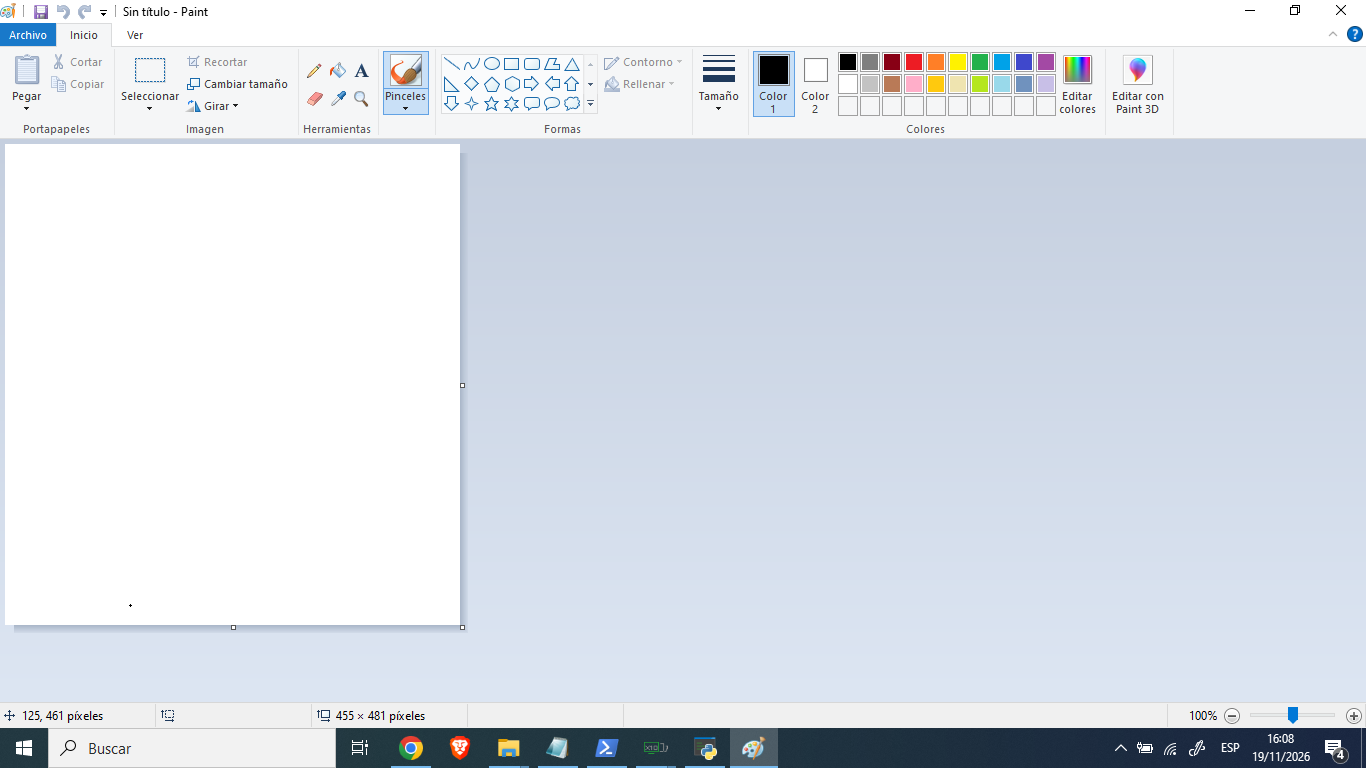 Sin título - Paint
Archivo Inicio Ver
Pegar
Cortar
Copiar
Portapapeles
Seleccionar
Recortar
Cambiar tamaño
Girar
Imagen
A
Herramientas
Pinceles
Contorno
Rellenar
Formas
Tamaño
Color
1
Color
2
Editar
colores
Colores
Editar con
Paint 3D
125, 461 píxeles
455 × 481 píxeles
100%
Buscar
ESP
16:08
19/11/2026
4